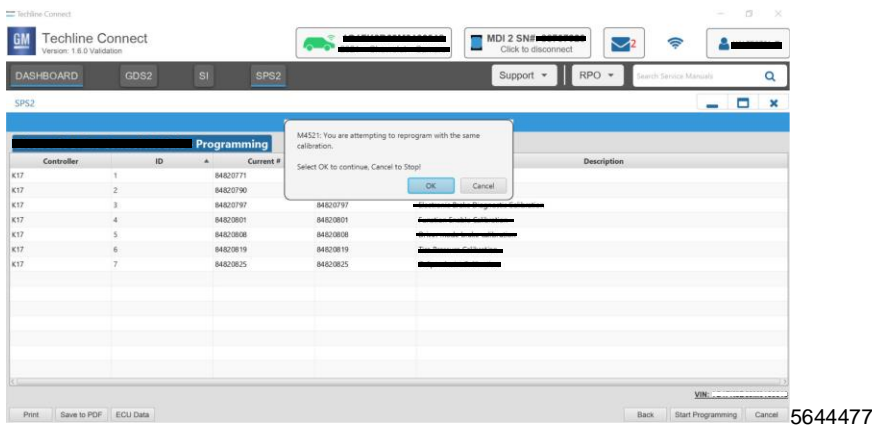 Techline Connect
GM
Techline Connect
Version: 1.6.0 Validation
MDI 2 SN#
Click to disconnect
2
DASHBOARD GDS2 SI SPS2 Support RPO Search Service Manuals
SPS2
M4521: You are attempting to reprogram with the same
calibration.
Select OK to continue, Cancel to Stop!
OK Cancel
Programming
Controller ID Current # Description
K17 1 84820771
K17 2 84820790
K17 3 84820797 84820797
K17 4 84820801 84820801
K17 5 84820808 84820808
K17 6 84820819 84820819
K17 7 84820825 84820825
VIN:
Print Save to PDF ECU Data Back Start Programming Cancel
5644477